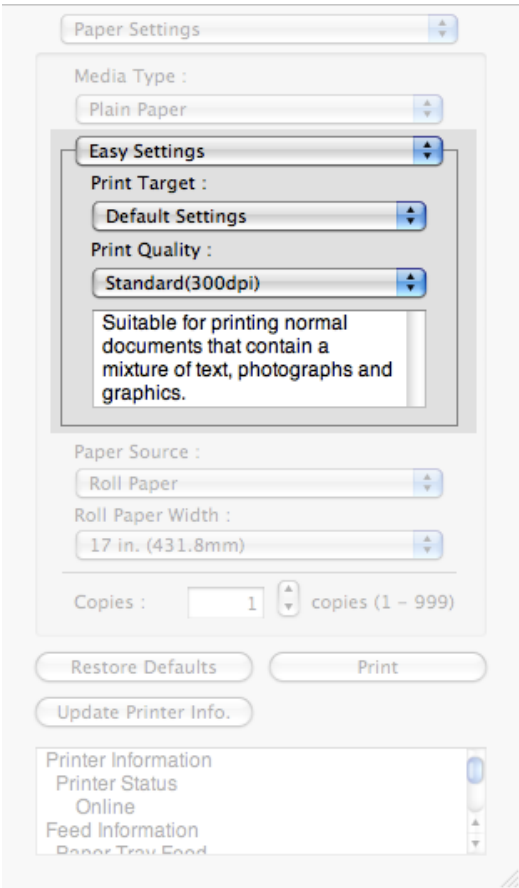 Paper Settings
Media Type :
Plain Paper
Easy Settings
Print Target :
Default Settings
Print Quality :
Standard(300dpi)
Suitable for printing normal
documents that contain a
mixture of text, photographs and
graphics.
Paper Source :
Roll Paper
Roll Paper Width :
17 in. (431.8mm)
Copies : 1 copies (1 – 999)
Restore Defaults Print
Update Printer Info.
Printer Information
Printer Status
Online
Feed Information
Paper Tray Feed